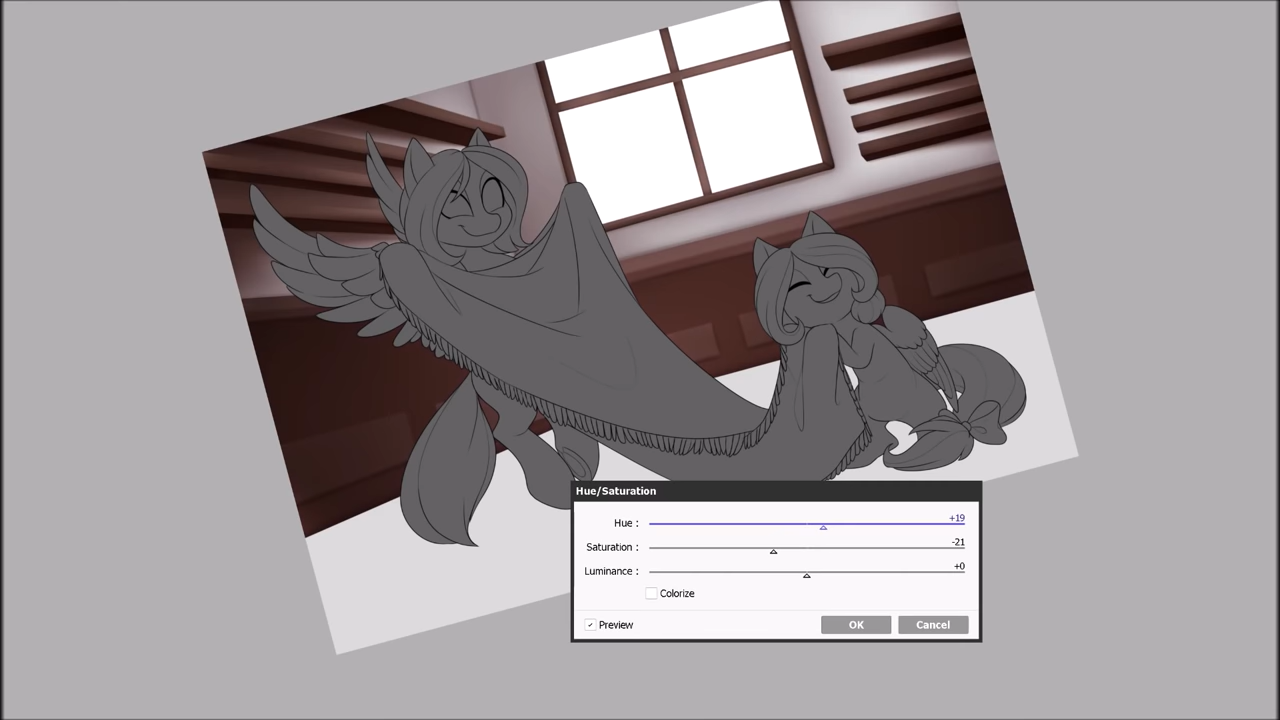 Hue/Saturation
Hue : +19
Saturation : -21
Luminance : +0
Colorize
Preview OK Cancel